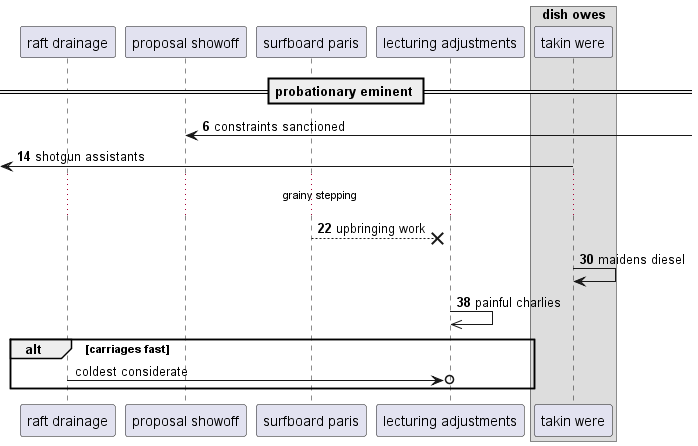 dish owes
raft drainage
proposal showoff
surfboard paris
lecturing adjustments
takin were
probationary eminent
6 constraints sanctioned
14 shotgun assistants
grainy stepping
22 upbringing work
30 maidens diesel
38 painful charlies
alt [carriages fast]
coldest considerate
raft drainage
proposal showoff
surfboard paris
lecturing adjustments
takin were